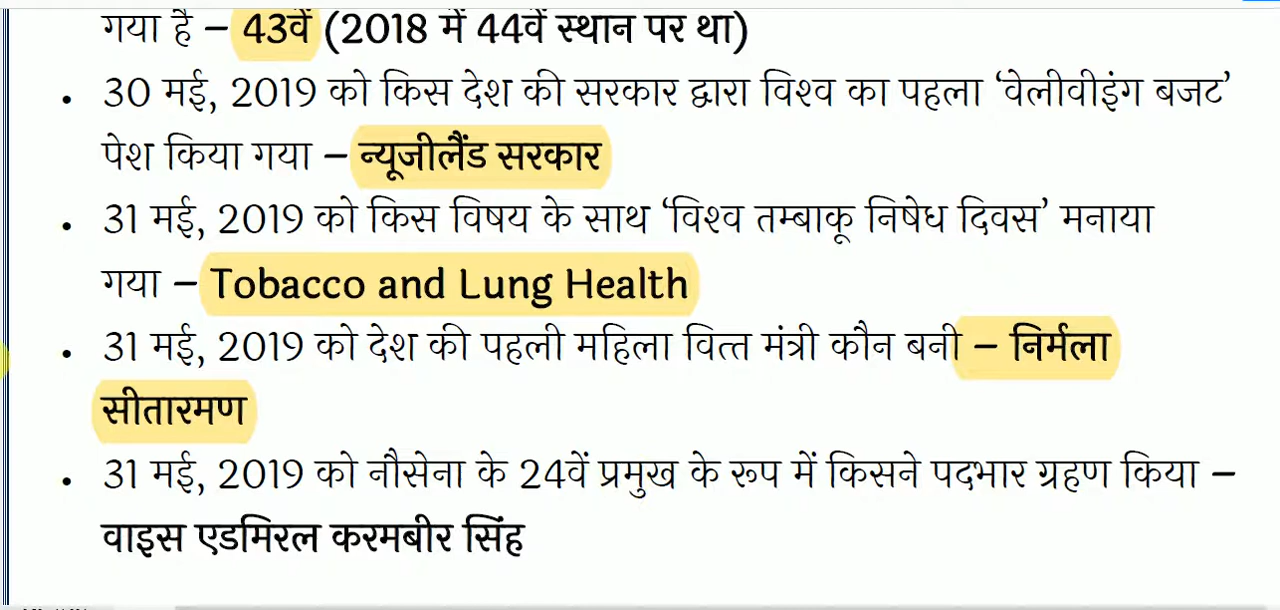 गया है – 43वें (2018 में 44वें स्थान पर था)
• 30 मई, 2019 को किस देश की सरकार द्वारा विश्व का पहला ‘वेलीवीइंग बजट’
पेश किया गया – न्यूजीलैंड सरकार
• 31 मई, 2019 को किस विषय के साथ ‘विश्व तम्बाकू निषेध दिवस’ मनाया
गया – Tobacco and Lung Health
• 31 मई, 2019 को देश की पहली महिला वित्त मंत्री कौन बनी – निर्मला
सीतारमण
• 31 मई, 2019 को नौसेना के 24वें प्रमुख के रूप में किसने पदभार ग्रहण किया –
वाइस एडमिरल करमबीर सिंह